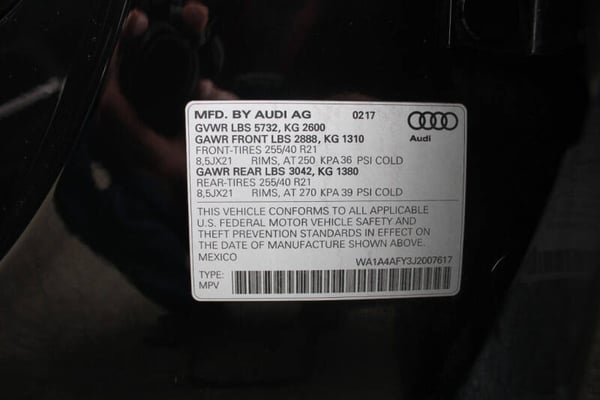 MFD. BY AUDI AG 0217
GVWR LBS 5732, KG 2600
GAWR FRONT LBS 2888, KG 1310
FRONT-TIRES 255/40 R21
8,5JX21 RIMS, AT 250 KPA 36 PSI COLD
GAWR REAR LBS 3042, KG 1380
REAR-TIRES 255/40 R21
8,5JX21 RIMS, AT 270 KPA 39 PSI COLD
Audi
THIS VEHICLE CONFORMS TO ALL APPLICABLE
U.S. FEDERAL MOTOR VEHICLE SAFETY AND
THEFT PREVENTION STANDARDS IN EFFECT ON
THE DATE OF MANUFACTURE SHOWN ABOVE.
MEXICO WA1A4AFY3J2007617
TYPE:
MPV